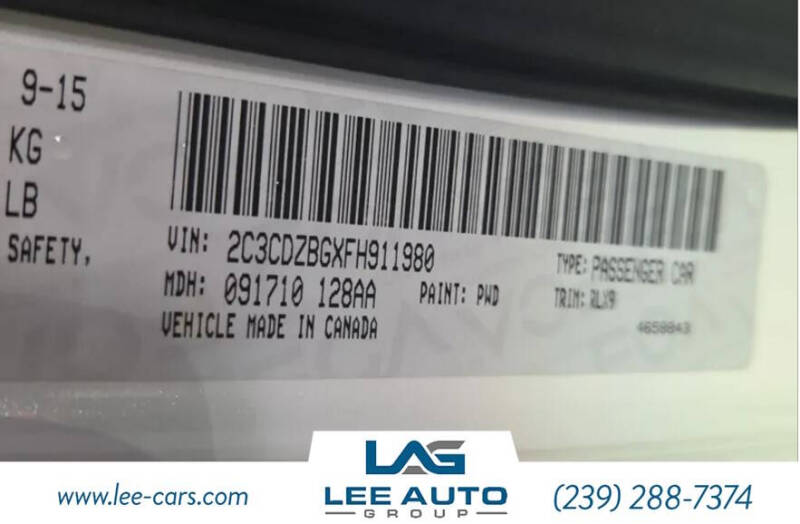 9-15
KG
LB
SAFETY,
VIN: 2C3CDZBGXFH911980
TYPE: PASSENGER CAR
MDH: 091710 128AA
PAINT: PWD
TRIM: RLX9
VEHICLE MADE IN CANADA
4658843
www.lee-cars.com
LAG
LEE AUTO
GROUP
(239) 288-7374